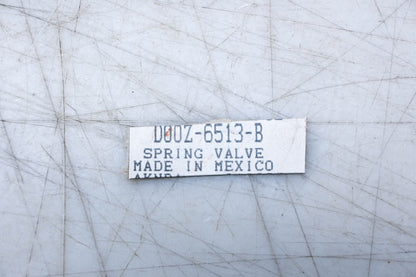 D0OZ-6513-B
SPRING VALVE
MADE IN MEXICO